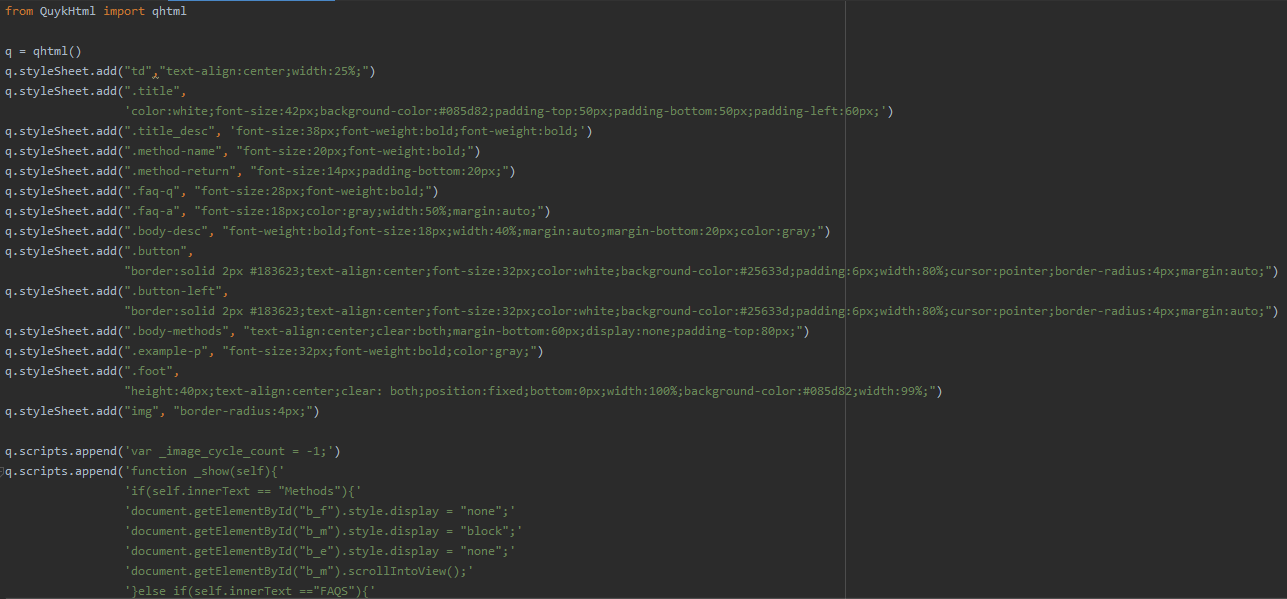 from QuykHtml import qhtml
q = qhtml()
q.styleSheet.add("td","text-align:center;width:25%;")
q.styleSheet.add(".title",
'color:white;font-size:42px;background-color:#085d82;padding-top:50px;padding-bottom:50px;padding-left:60px;')
q.styleSheet.add(".title_desc", 'font-size:38px;font-weight:bold;font-weight:bold;')
q.styleSheet.add(".method-name", "font-size:20px;font-weight:bold;")
q.styleSheet.add(".method-return", "font-size:14px;padding-bottom:20px;")
q.styleSheet.add(".faq-q", "font-size:28px;font-weight:bold;")
q.styleSheet.add(".faq-a", "font-size:18px;color:gray;width:50%;margin:auto;")
q.styleSheet.add(".body-desc", "font-weight:bold;font-size:18px;width:40%;margin:auto;margin-bottom:20px;color:gray;")
q.styleSheet.add(".button",
"border:solid 2px #183623;text-align:center;font-size:32px;color:white;background-color:#25633d;padding:6px;width:80%;cursor:pointer;border-radius:4px;margin:auto;")
q.styleSheet.add(".button-left",
"border:solid 2px #183623;text-align:center;font-size:32px;color:white;background-color:#25633d;padding:6px;width:80%;cursor:pointer;border-radius:4px;margin:auto;")
q.styleSheet.add(".body-methods", "text-align:center;clear:both;margin-bottom:60px;display:none;padding-top:80px;")
q.styleSheet.add(".example-p", "font-size:32px;font-weight:bold;color:gray;")
q.styleSheet.add(".foot",
"height:40px;text-align:center;clear: both;position:fixed;bottom:0px;width:100%;background-color:#085d82;width:99%;")
q.styleSheet.add("img", "border-radius:4px;")
q.scripts.append('var _image_cycle_count = -1;')
q.scripts.append('function _show(self){'
'if(self.innerText == "Methods"){'
'document.getElementById("b_f").style.display = "none";'
'document.getElementById("b_m").style.display = "block";'
'document.getElementById("b_e").style.display = "none";'
'document.getElementById("b_m").scrollIntoView();'
'}else if(self.innerText =="FAQS"){'